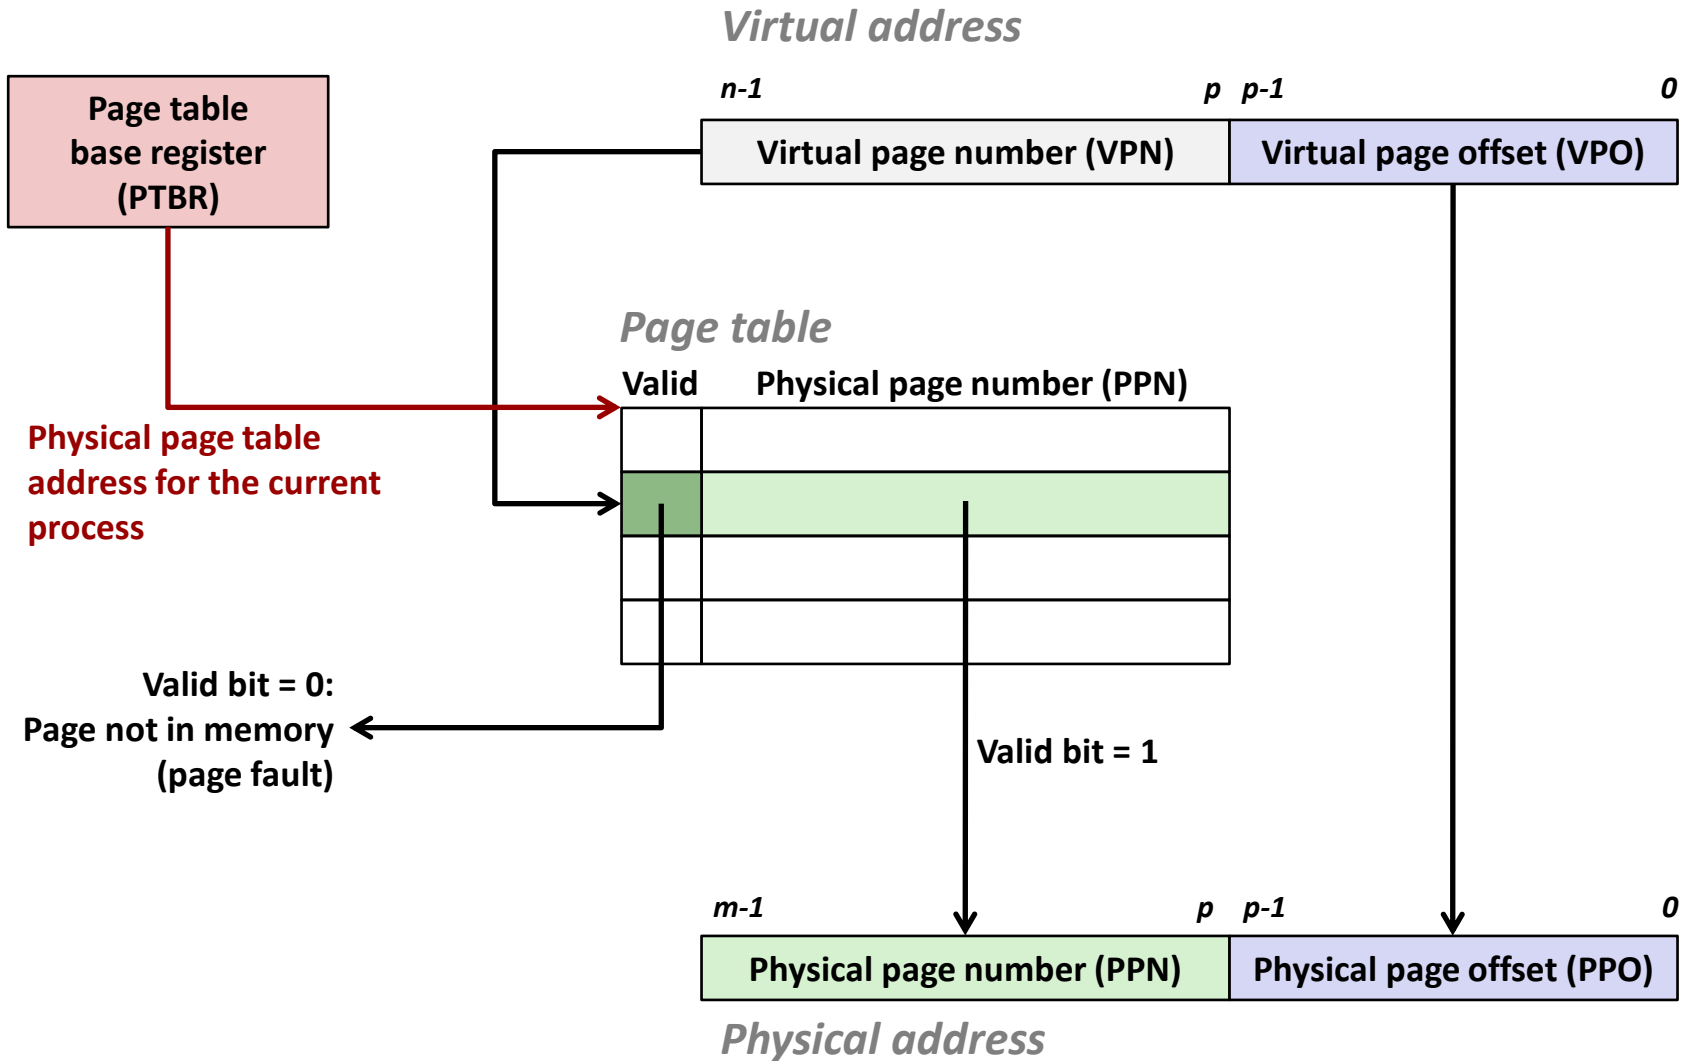 Virtual address
n-1 p p-1 0
Page table
base register
(PTBR)
Virtual page number (VPN) Virtual page offset (VPO)
Page table
Valid Physical page number (PPN)
Physical page table
address for the current
process
Valid bit = 0:
Page not in memory
(page fault)
Valid bit = 1
m-1 p p-1 0
Physical page number (PPN) Physical page offset (PPO)
Physical address